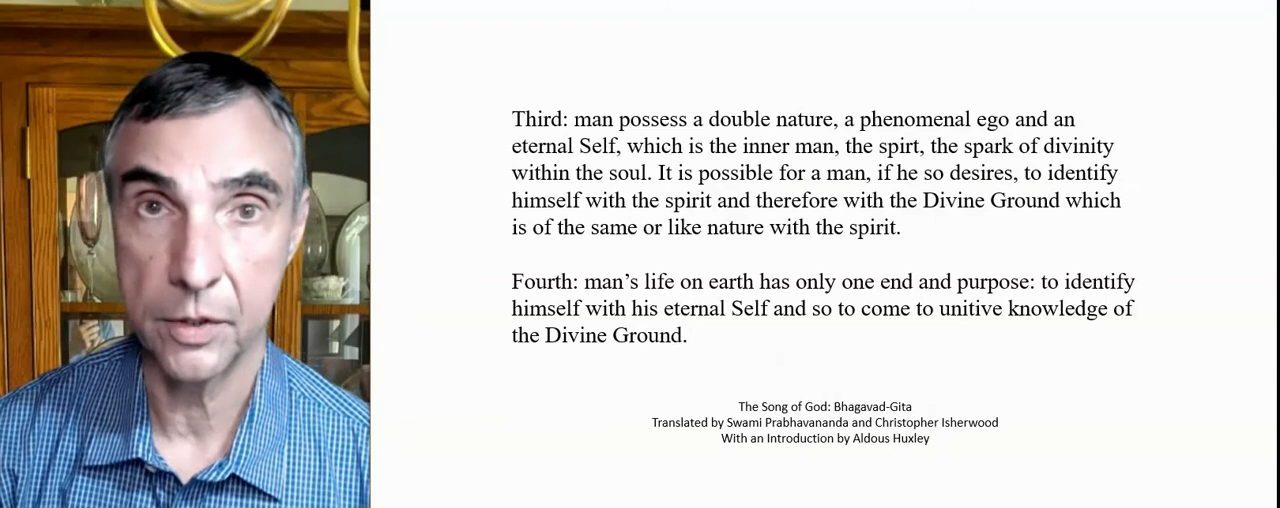 Third: man possess a double nature, a phenomenal ego and an
eternal Self, which is the inner man, the spirt, the spark of divinity
within the soul. It is possible for a man, if he so desires, to identify
himself with the spirit and therefore with the Divine Ground which
is of the same or like nature with the spirit.
Fourth: man’s life on earth has only one end and purpose: to identify
himself with his eternal Self and so to come to unitive knowledge of
the Divine Ground.
The Song of God: Bhagavad-Gita
Translated by Swami Prabhavananda and Christopher Isherwood
With an Introduction by Aldous Huxley